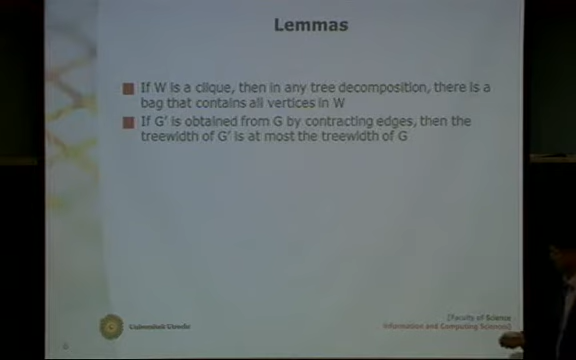 Lemmas
If W is a clique, then in any tree decomposition, there is a
bag that contains all vertices in W
If G' is obtained from G by contracting edges, then the
treewidth of G' is at most the treewidth of G
[Faculty of Science
Information and Computing Sciences]
Universiteit Utrecht